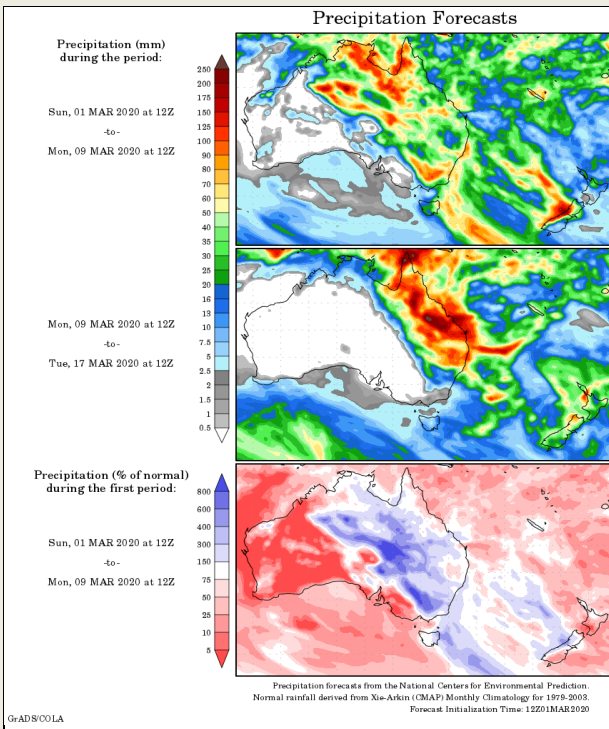 Precipitation Forecasts
Precipitation (mm)
during the period:
Sun, 01 MAR 2020 at 12Z
-to-
Mon, 09 MAR 2020 at 12Z
250
200
175
150
125
100
90
80
70
60
50
40
35
30
25
20
16
13
10
7.5
5
2.5
2
1.5
1
0.5
Mon, 09 MAR 2020 at 12Z
-to-
Tue, 17 MAR 2020 at 12Z
Precipitation (% of normal)
during the first period:
Sun, 01 MAR 2020 at 12Z
-to-
Mon, 09 MAR 2020 at 12Z
800
600
400
300
150
75
50
25
10
5
Precipitation forecasts from the National Centers for Environmental Prediction.
Normal rainfall derived from Xie-Arkin (CMAP) Monthly Climatology for 1979-2003.
Forecast Initialization Time: 12Z01MAR2020
GrADS/COLA